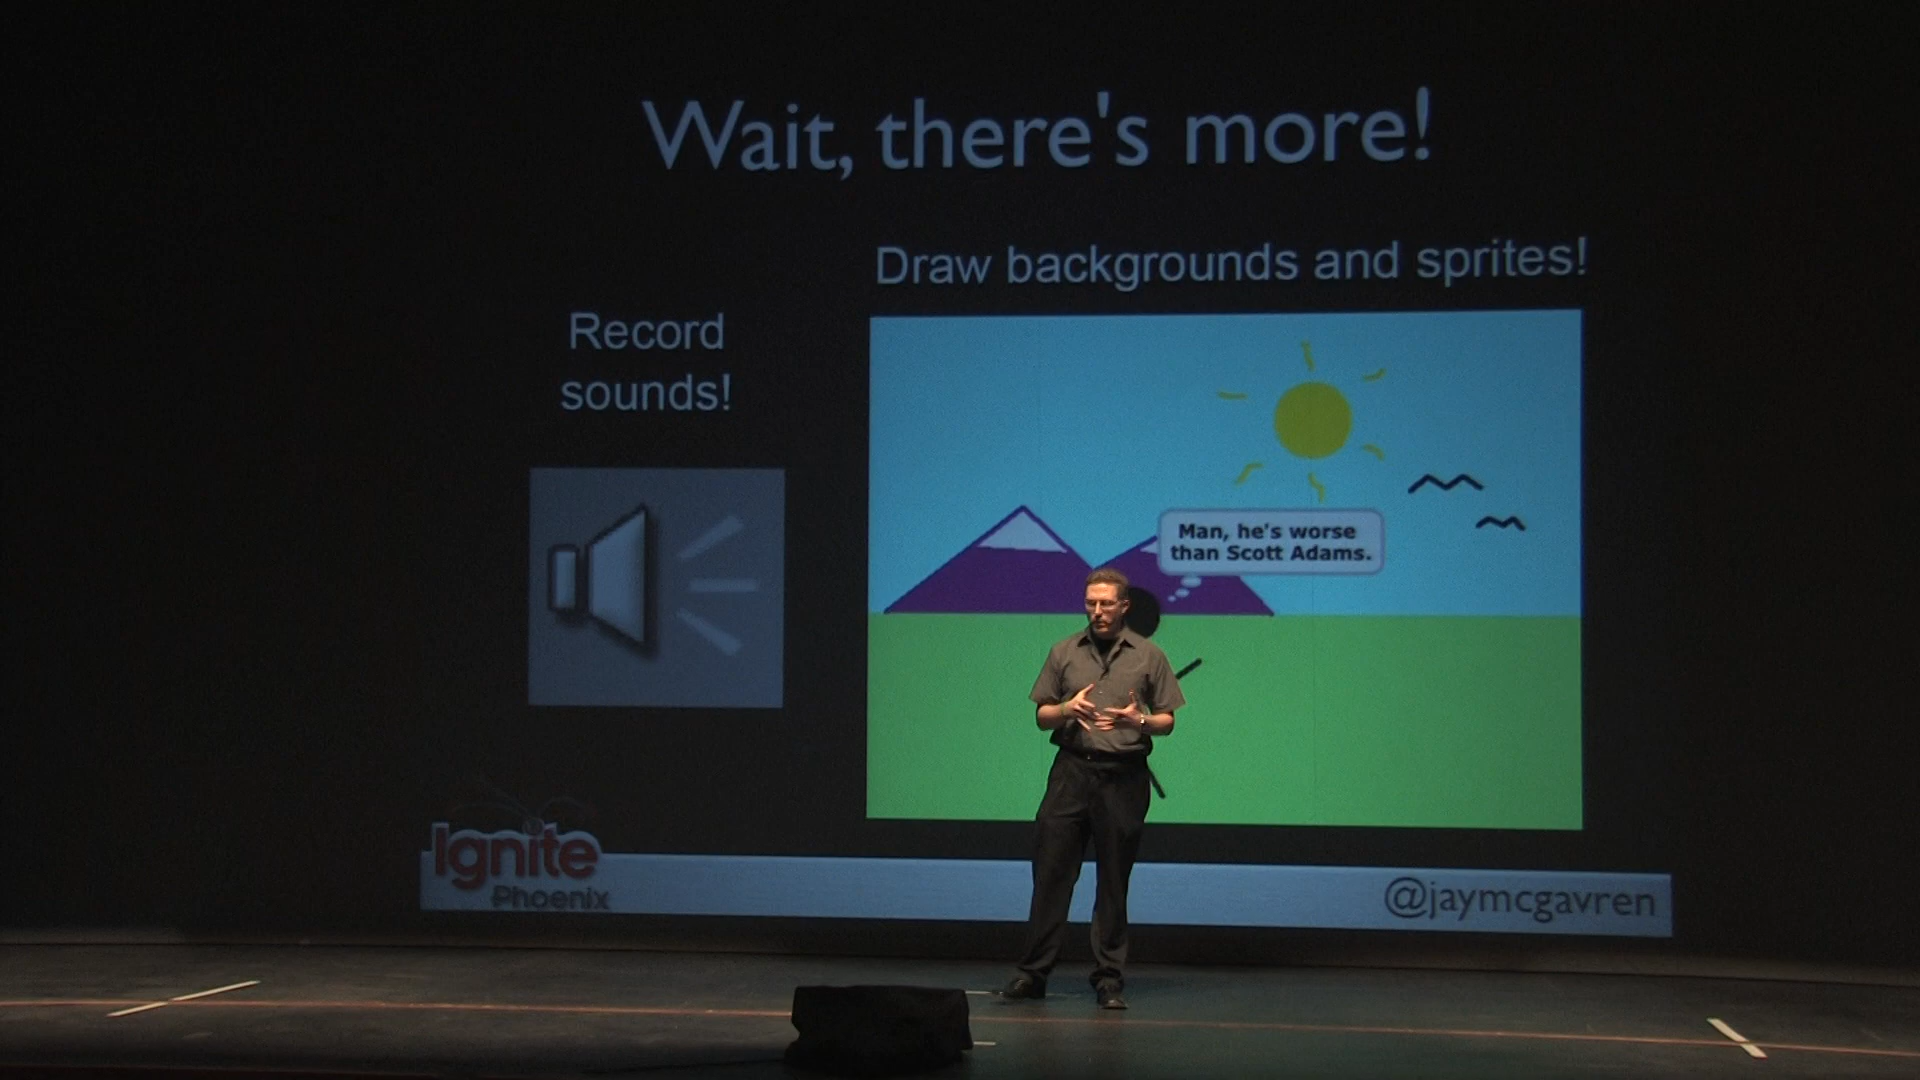 Wait, there's more!
Draw backgrounds and sprites!
Record
sounds!
Man, he's worse
than Scott Adams.
Ignite
Phoenix
@jaymcgavren